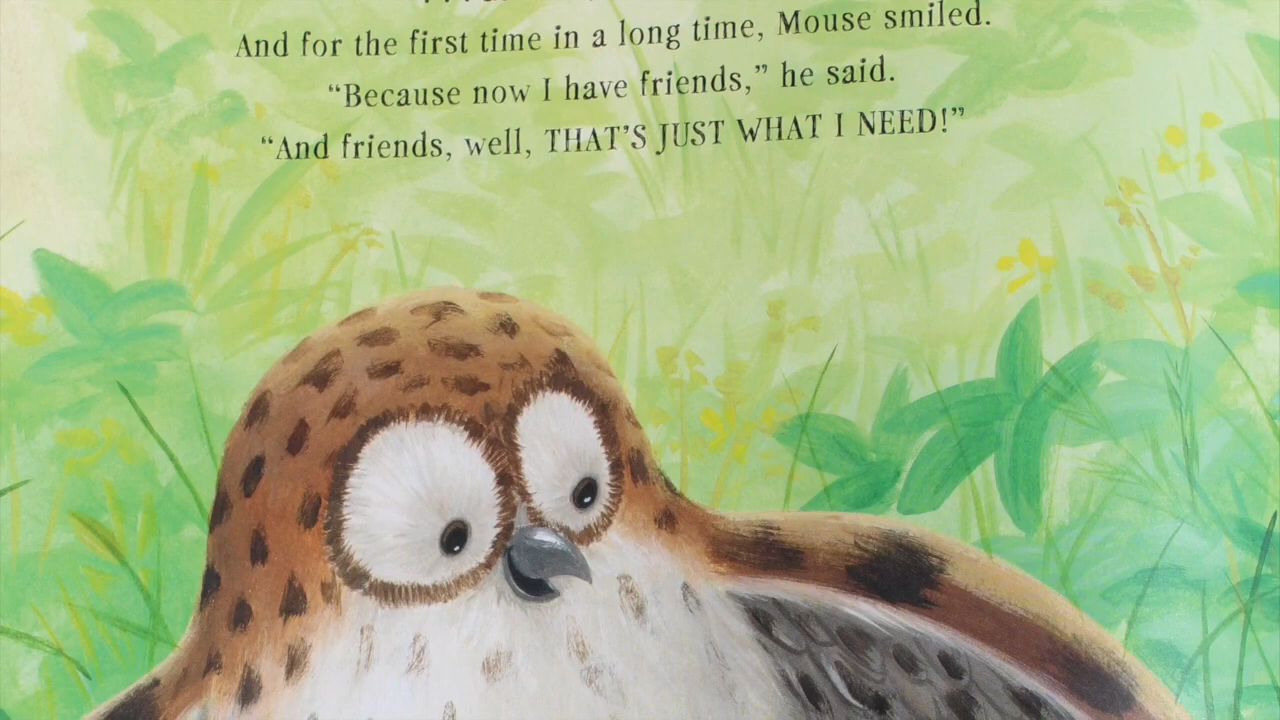 And for the first time in a long time, Mouse smiled.
“Because now I have friends,” he said.
“And friends, well, THAT’S JUST WHAT I NEED!”